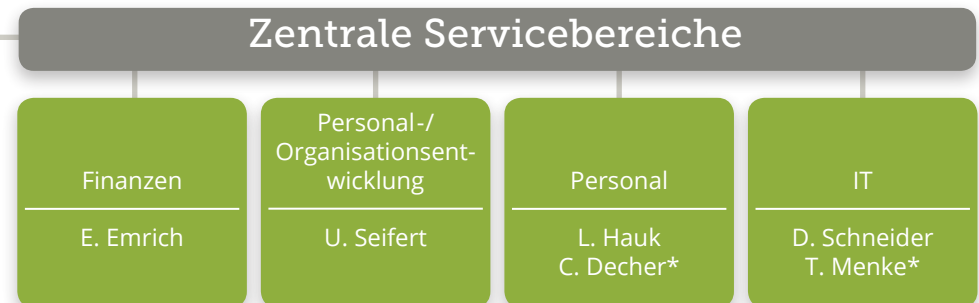 Zentrale Servicebereiche
Finanzen
E. Emrich
Personal-/
Organisationsent-
wicklung
U. Seifert
Personal
L. Hauk
C. Decher*
IT
D. Schneider
T. Menke*